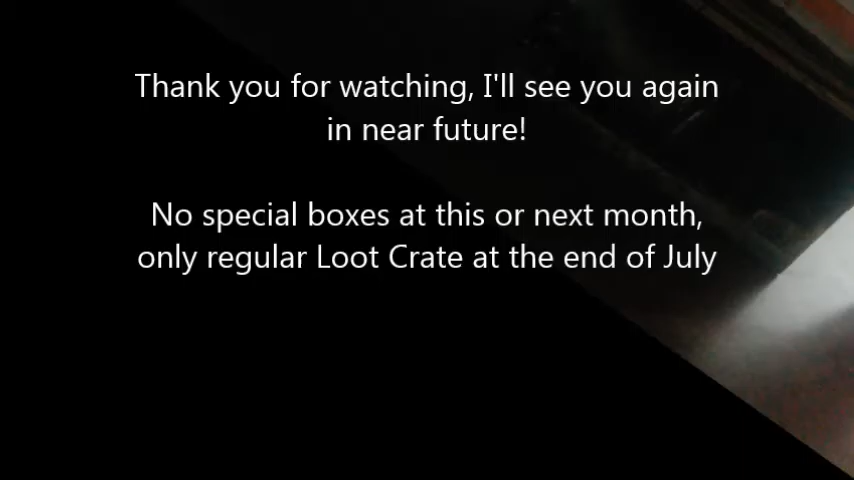 Thank you for watching, I'll see you again
in near future!
No special boxes at this or next month,
only regular Loot Crate at the end of July